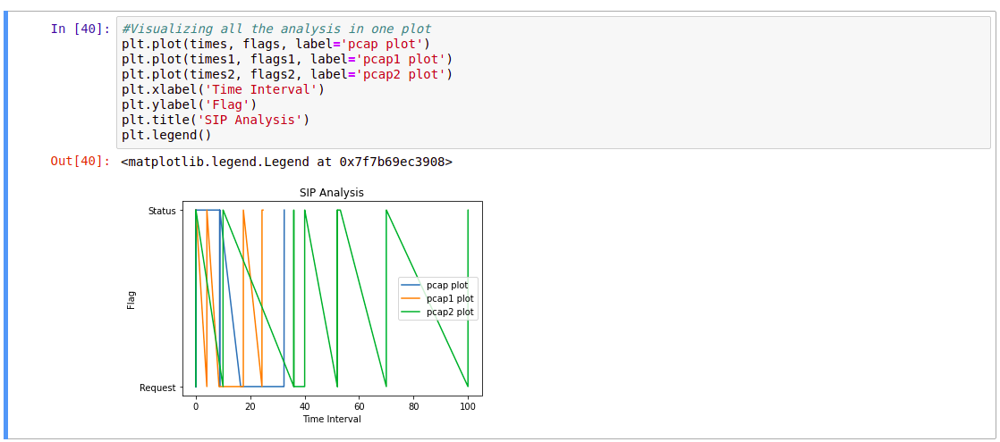 In [40]: #Visualizing all the analysis in one plot
plt.plot(times, flags, label='pcap plot')
plt.plot(times1, flags1, label='pcap1 plot')
plt.plot(times2, flags2, label='pcap2 plot')
plt.xlabel('Time Interval')
plt.ylabel('Flag')
plt.title('SIP Analysis')
plt.legend()
Out[40]: <matplotlib.legend.Legend at 0x7f7b69ec3908>
SIP Analysis
Status
Flag
pcap plot
pcap1 plot
pcap2 plot
Request
0 20 40 60 80 100
Time Interval